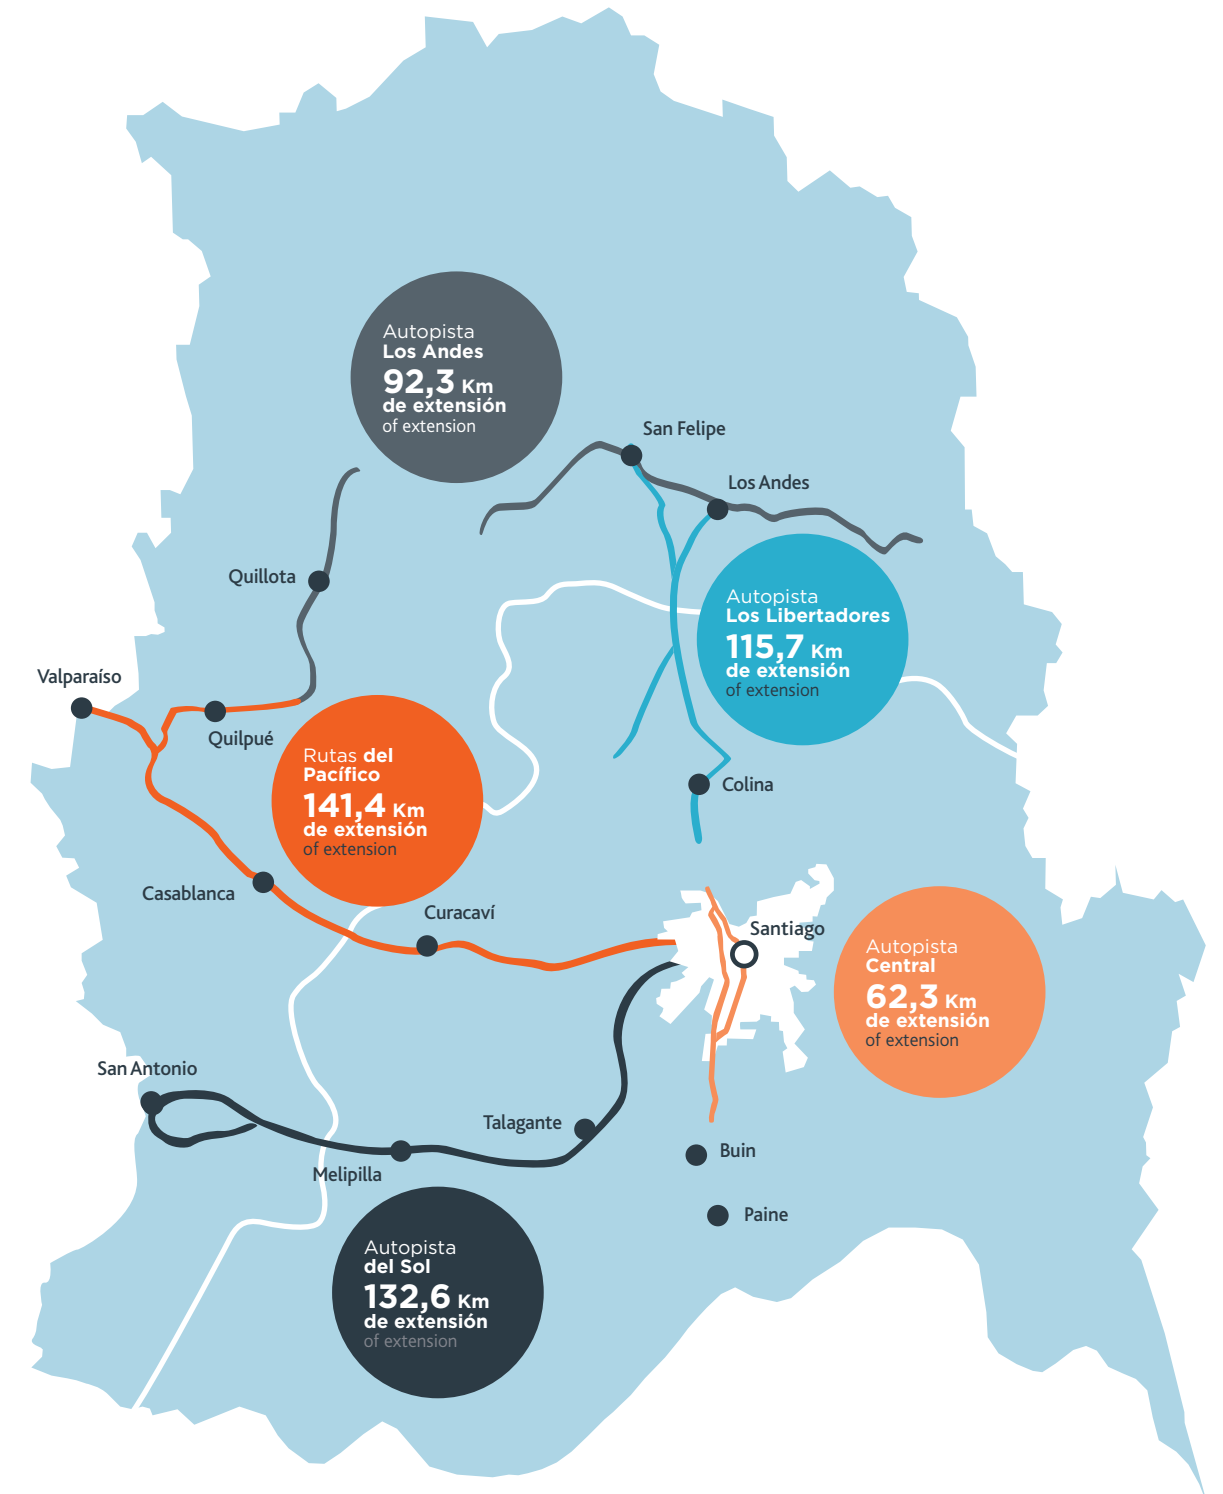 Autopista
Los Andes
92,3 Km
de extensión
of extension
San Felipe
Los Andes
Quillota
Autopista
Los Libertadores
115,7 Km
de extensión
of extension
Valparaíso
Quilpué
Rutas del
Pacífico
141,4 Km
de extensión
of extension
Colina
Casablanca
Curacaví
Santiago
Autopista
Central
62,3 Km
de extensión
of extension
San Antonio
Talagante
Buin
Melipilla
Paine
Autopista
del Sol
132,6 Km
de extensión
of extension